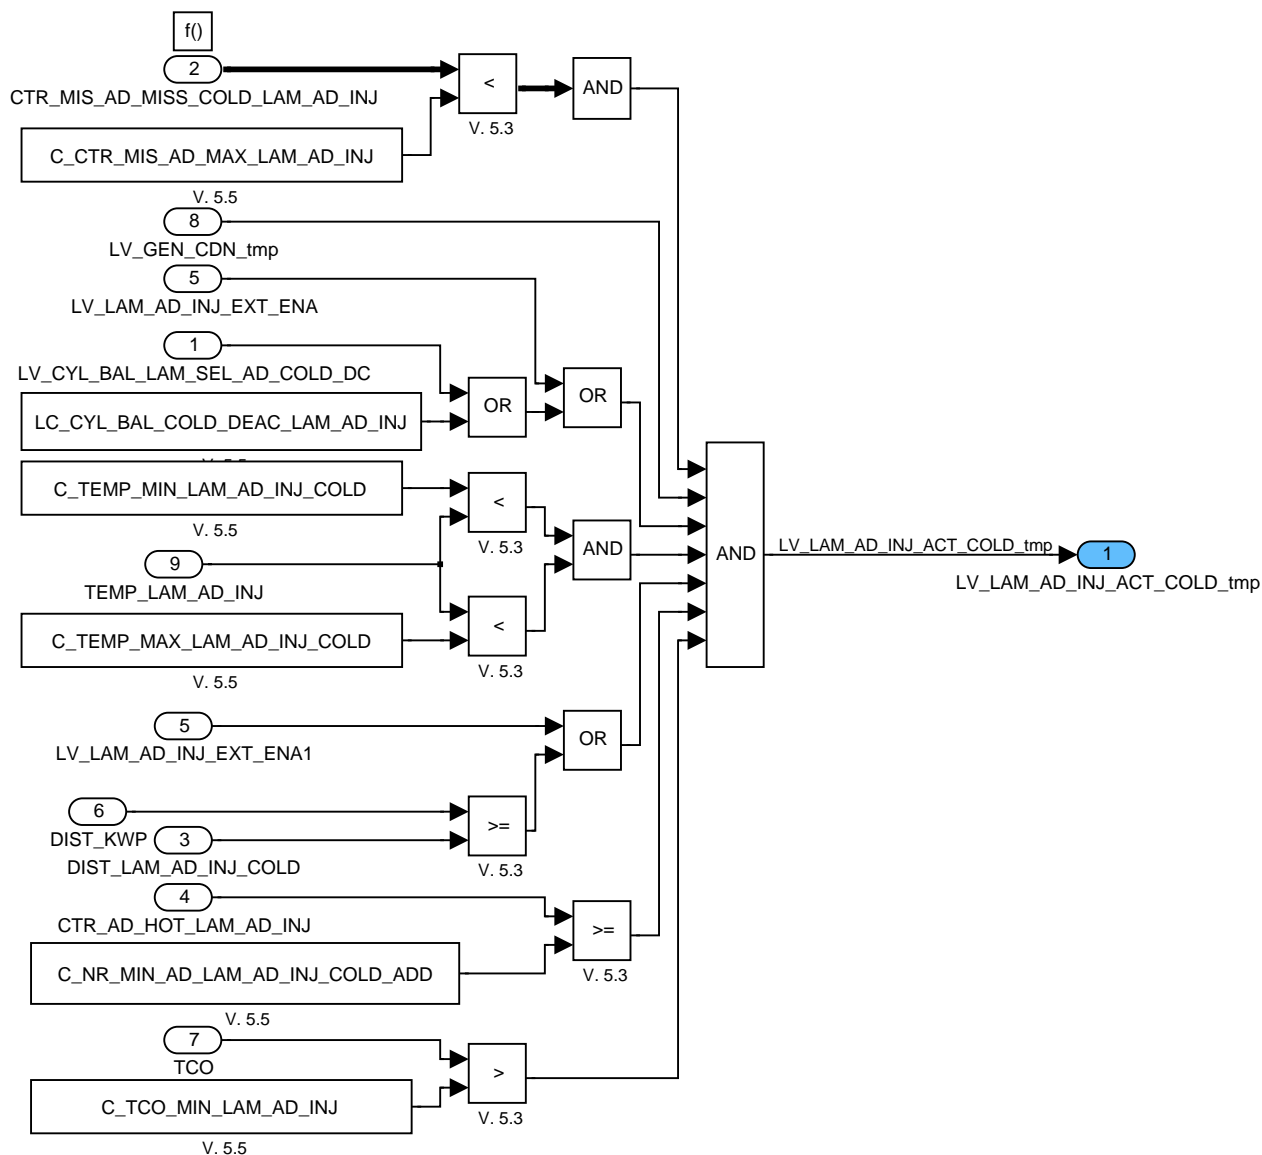 f()
2
CTR_MIS_AD_MISS_COLD_LAM_AD_INJ
<
V. 5.3
AND
C_CTR_MIS_AD_MAX_LAM_AD_INJ
V. 5.5
8
LV_GEN_CDN_tmp
5
LV_LAM_AD_INJ_EXT_ENA
1
LV_CYL_BAL_LAM_SEL_AD_COLD_DC
LC_CYL_BAL_COLD_DEAC_LAM_AD_INJ
OR
OR
C_TEMP_MIN_LAM_AD_INJ_COLD
V. 5.5
<
V. 5.3
9
TEMP_LAM_AD_INJ
AND
AND
LV_LAM_AD_INJ_ACT_COLD_tmp
1
LV_LAM_AD_INJ_ACT_COLD_tmp
C_TEMP_MAX_LAM_AD_INJ_COLD
V. 5.5
<
V. 5.3
5
LV_LAM_AD_INJ_EXT_ENA1
OR
6
DIST_KWP
3
DIST_LAM_AD_INJ_COLD
>=
V. 5.3
4
CTR_AD_HOT_LAM_AD_INJ
>=
V. 5.3
C_NR_MIN_AD_LAM_AD_INJ_COLD_ADD
V. 5.5
7
TCO
>
V. 5.3
C_TCO_MIN_LAM_AD_INJ
V. 5.5